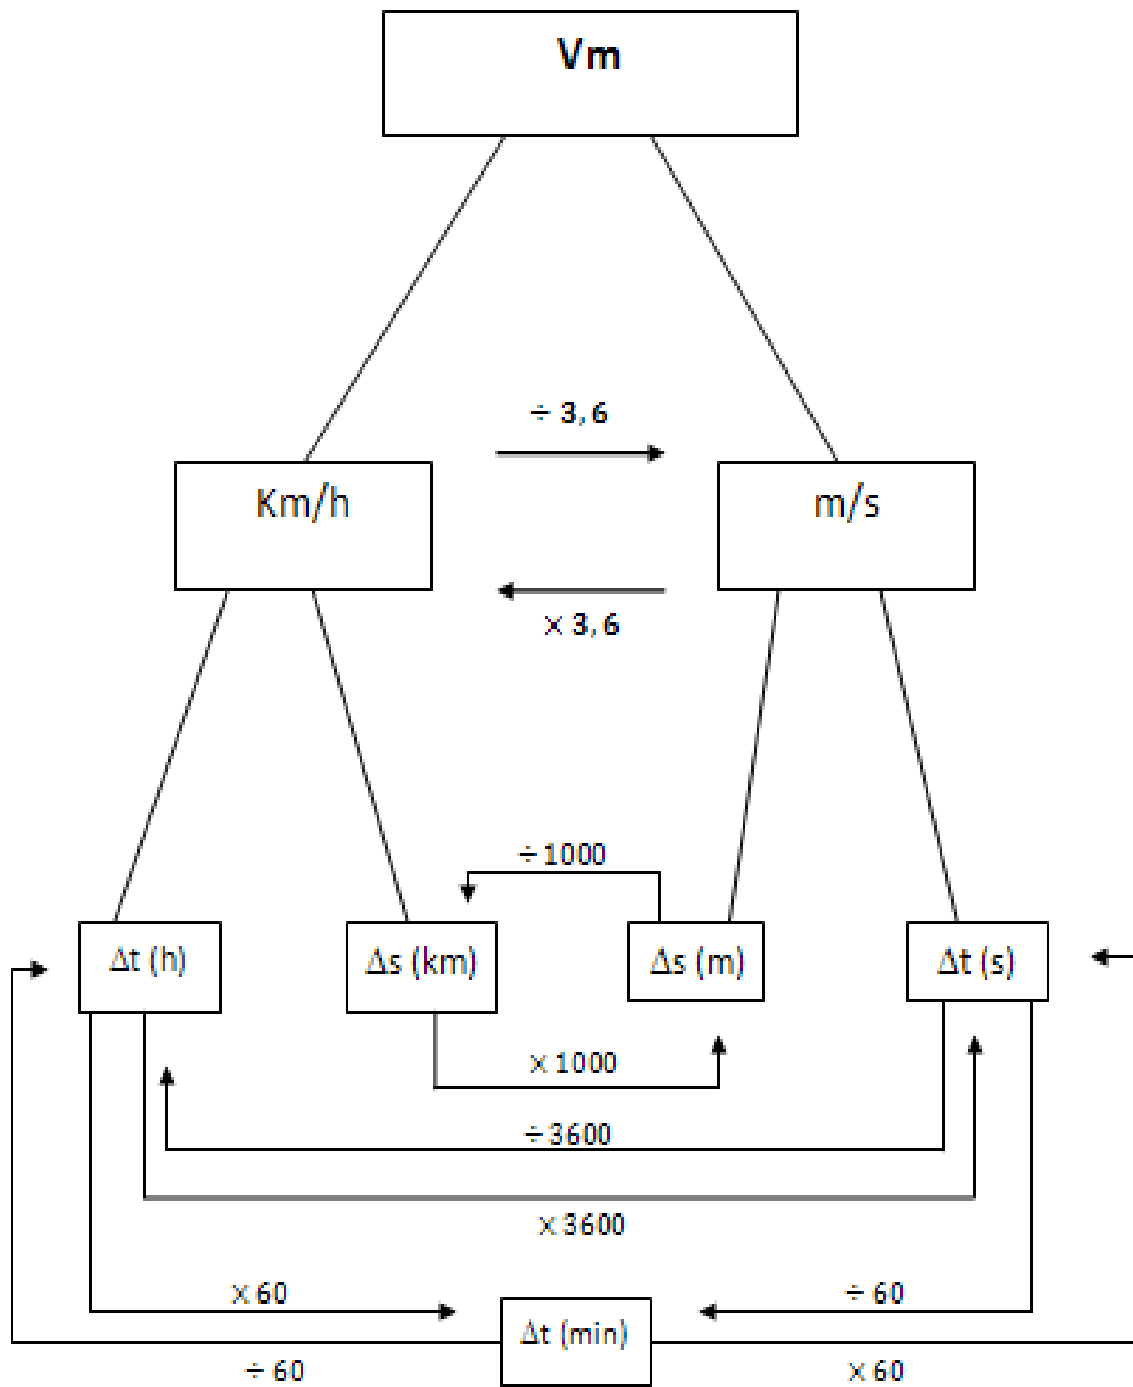 Vm
÷ 3,6
Km/h
m/s
× 3,6
÷ 1000
Δt (h)
Δs (km)
Δs (m)
Δt (s)
× 1000
÷ 3600
× 3600
× 60
÷ 60
Δt (min)
÷ 60
× 60